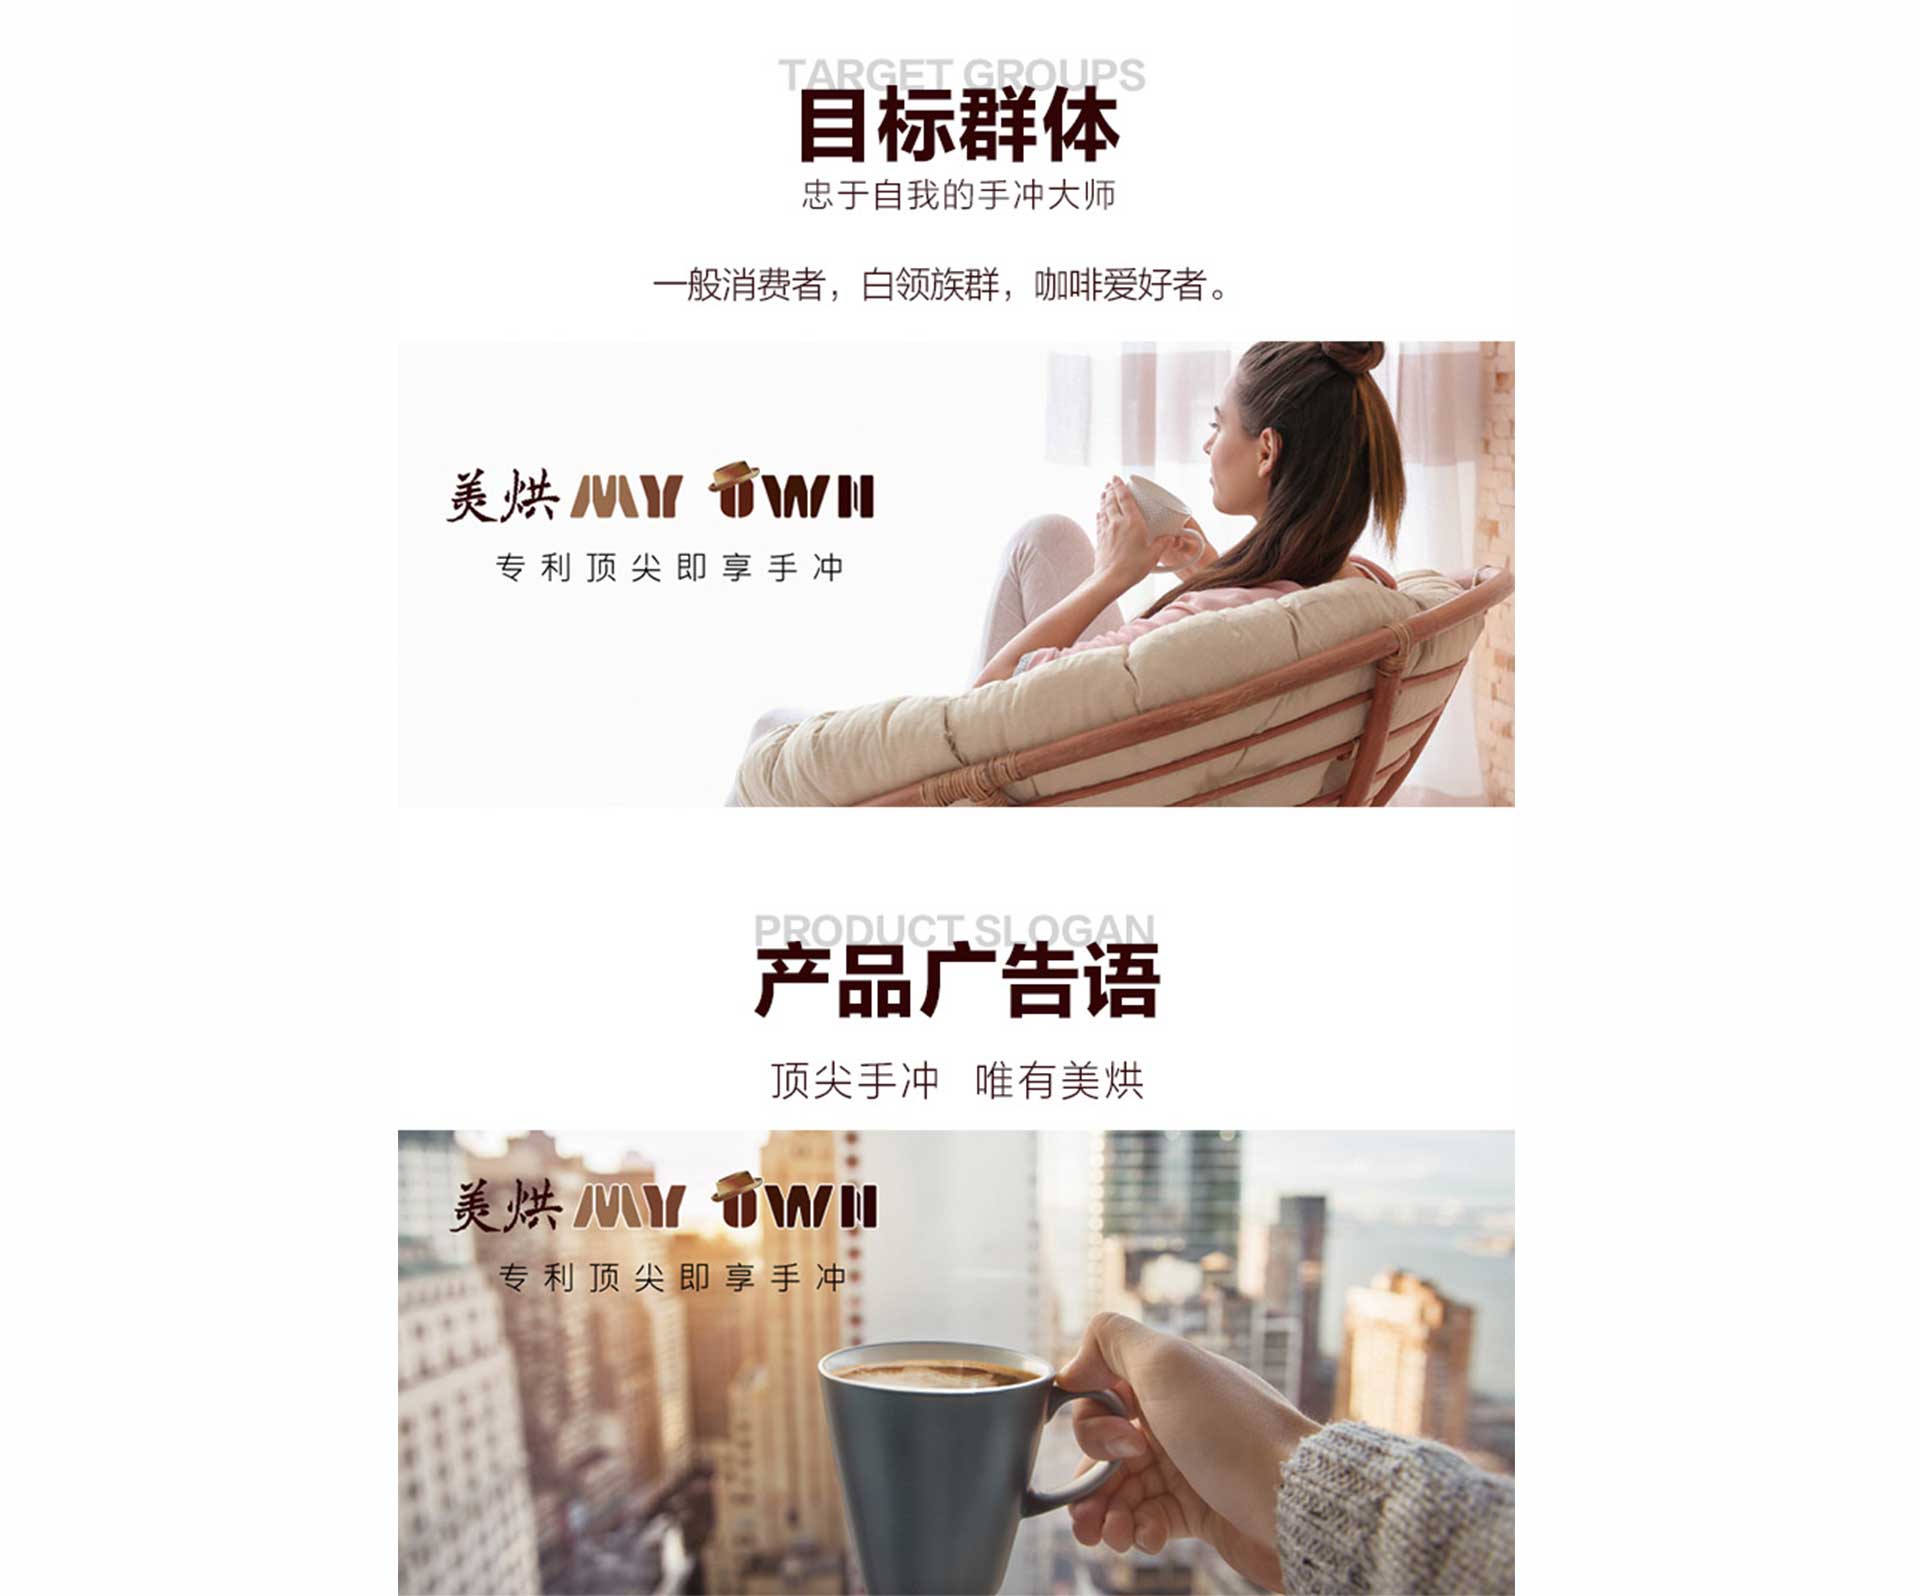 TARGET GROUPS
目标群体
忠于自我的手冲大师
一般消费者，白领族群，咖啡爱好者。
美烘 MY OWN
专利顶尖即享手冲
PRODUCT SLOGAN
产品广告语
顶尖手冲 唯有美烘
美烘 MY OWN
专利顶尖即享手冲